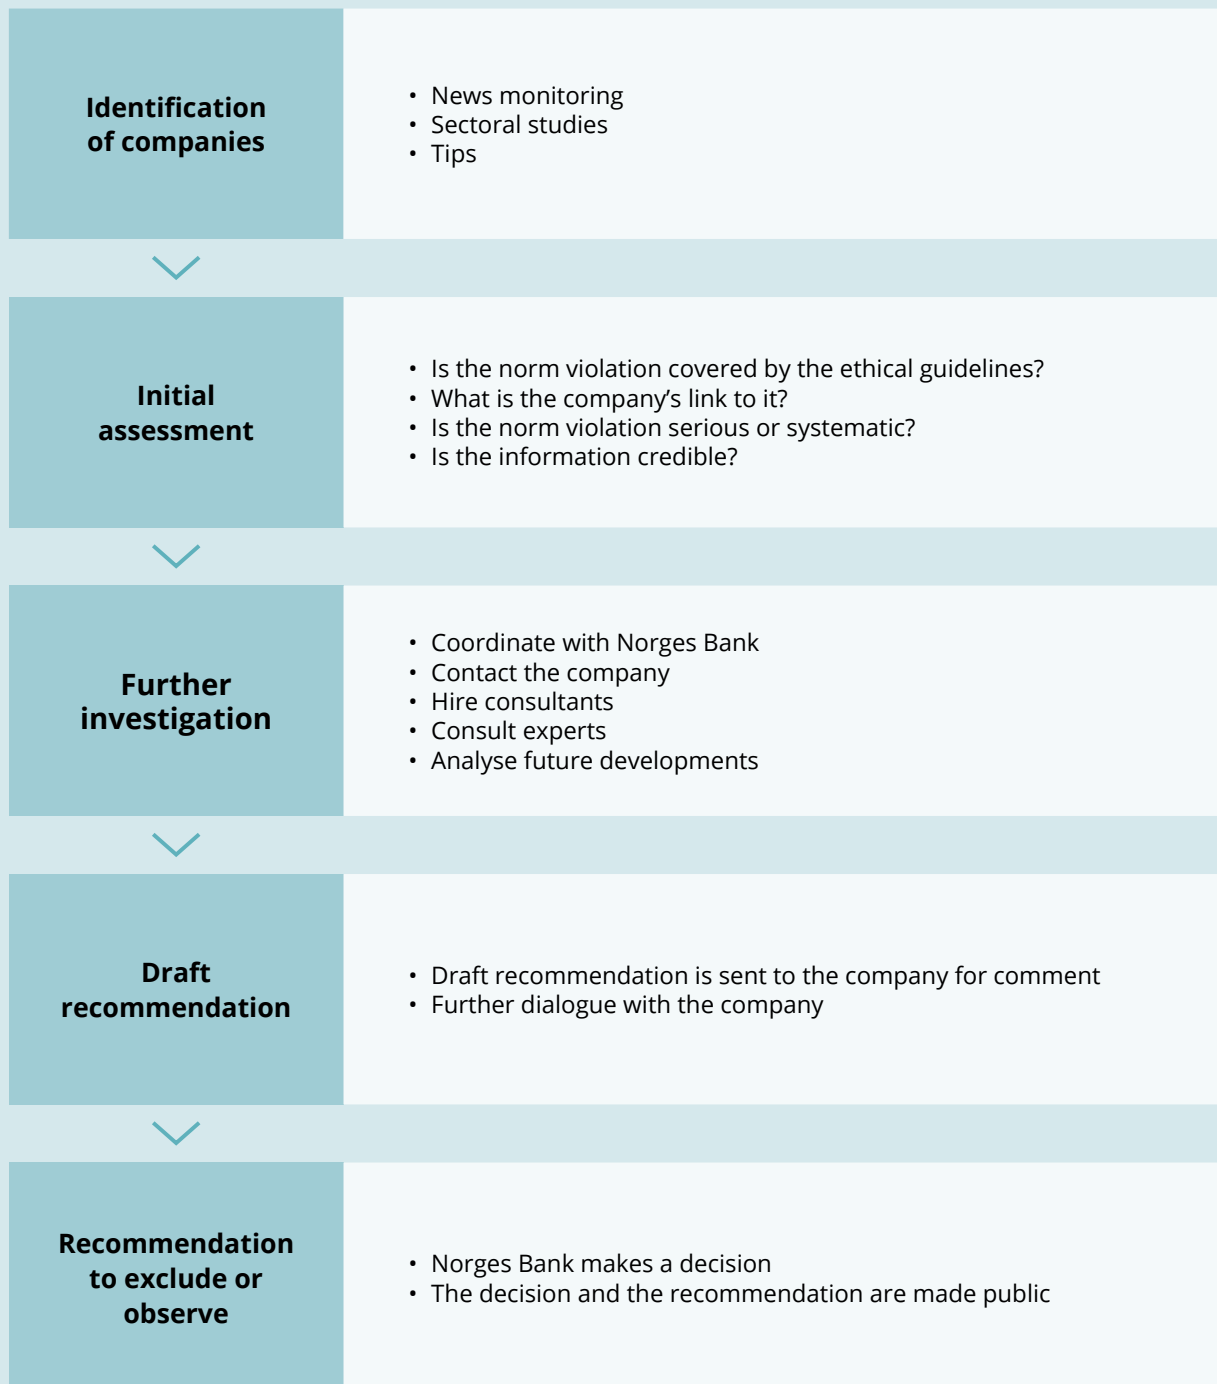 Identification
of companies
• News monitoring
• Sectoral studies
• Tips
Initial
assessment
• Is the norm violation covered by the ethical guidelines?
• What is the company’s link to it?
• Is the norm violation serious or systematic?
• Is the information credible?
Further
investigation
• Coordinate with Norges Bank
• Contact the company
• Hire consultants
• Consult experts
• Analyse future developments
Draft
recommendation
• Draft recommendation is sent to the company for comment
• Further dialogue with the company
Recommendation
to exclude or
observe
• Norges Bank makes a decision
• The decision and the recommendation are made public